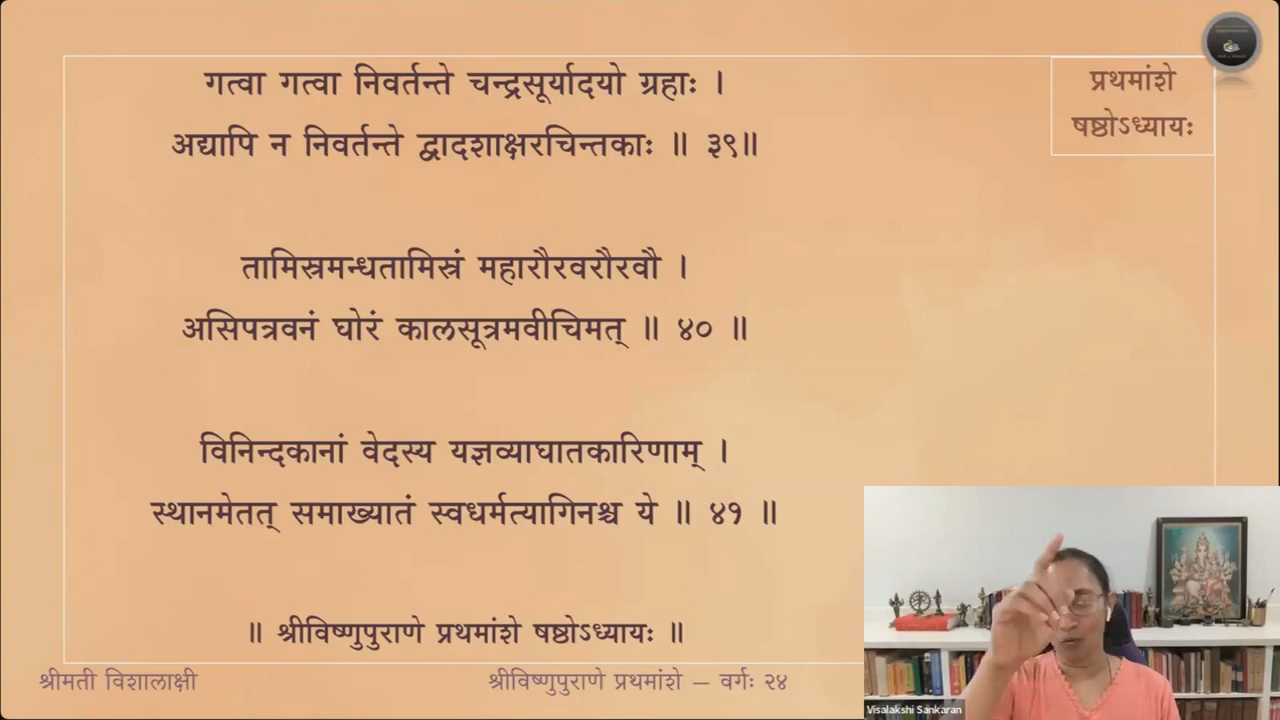 गत्वा गत्वा निवर्तन्ते चन्द्रसूर्यादयो ग्रहाः ।
अद्यापि न निवर्तन्ते द्वादशाक्षरचिन्तकाः ॥ ३९॥
प्रथमांशे
षष्ठोऽध्यायः
तामिस्रमन्धतामिस्रं महारौरवरौरवौ ।
असिपत्रवनं घोरं कालसूत्रमवीचिमत् ॥ ४० ॥
विनिन्दकानां वेदस्य यज्ञव्याघातकारिणाम् ।
स्थानमेतत् समाख्यातं स्वधर्मत्यागिनश्च ये ॥ ४१ ॥
॥ श्रीविष्णुपुराणे प्रथमांशे षष्ठोऽध्यायः ॥
श्रीमती विशालाक्षी
श्रीविष्णुपुराणे प्रथमांशे – वर्गः २४
Visalakshi Sankaran